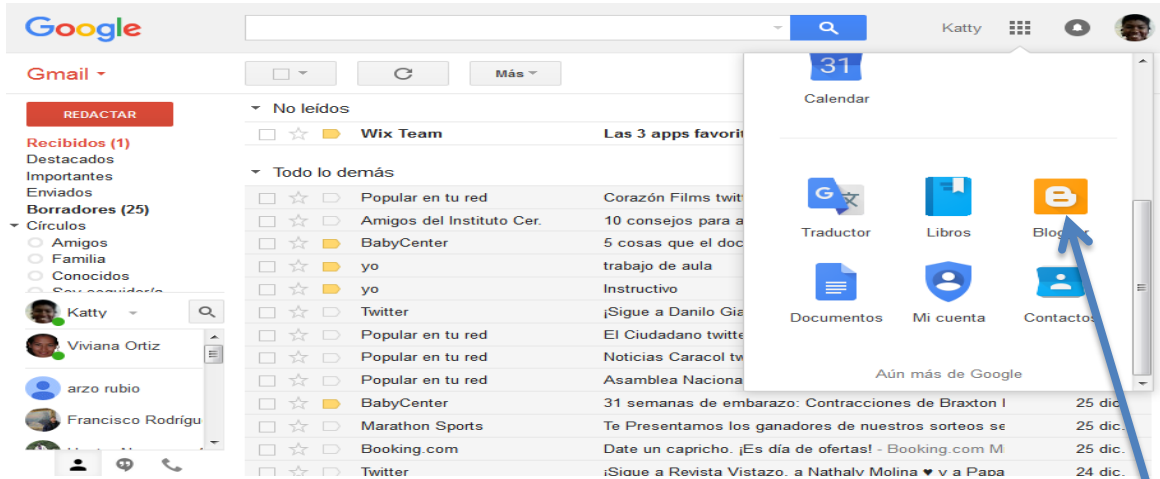 Google
Katty
Gmail
Más
31
Calendar
REDACTAR
No leídos
Wix Team Las 3 apps favorit
Recibidos (1)
Destacados
Importantes
Enviados
Borradores (25)
Círculos
Amigos
Familia
Conocidos
Todo lo demás
Popular en tu red Corazón Films twit
Amigos del Instituto Cer. 10 consejos para a
BabyCenter 5 cosas que el doc
yo trabajo de aula
yo Instructivo
Twitter ¡Sigue a Danilo Gia
Popular en tu red El Ciudadano twitte
Popular en tu red Noticias Caracol tw
Popular en tu red Asamblea Naciona
BabyCenter 31 semanas de embarazo: Contracciones de Braxton 25 dic.
Marathon Sports Te Presentamos los ganadores de nuestros sorteos se 25 dic.
Booking.com Date un capricho. ¡Es día de ofertas! - Booking.com Mi 25 dic.
Twitter ¡Sigue a Revista Vistazo, a Nathaly Molina ♥ y a Papa 24 dic.
Traductor Libros
Documentos Mi cuenta Contactos
Aún más de Google
Katty
Viviana Ortiz
arzo rubio
Francisco Rodrígu